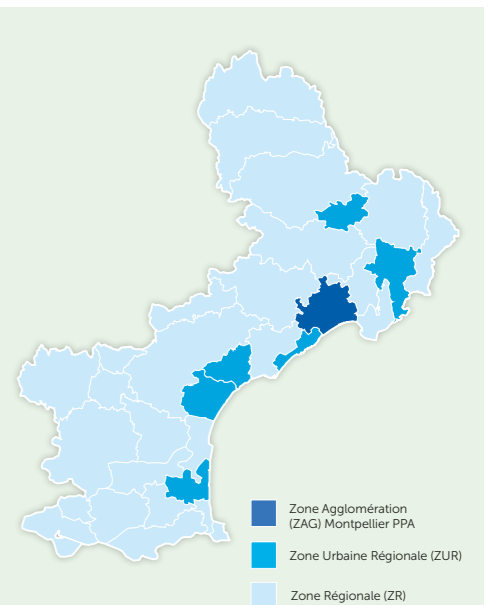 Zone Agglomération
(ZAG) Montpellier PPA
Zone Urbaine Régionale (ZUR)
Zone Régionale (ZR)